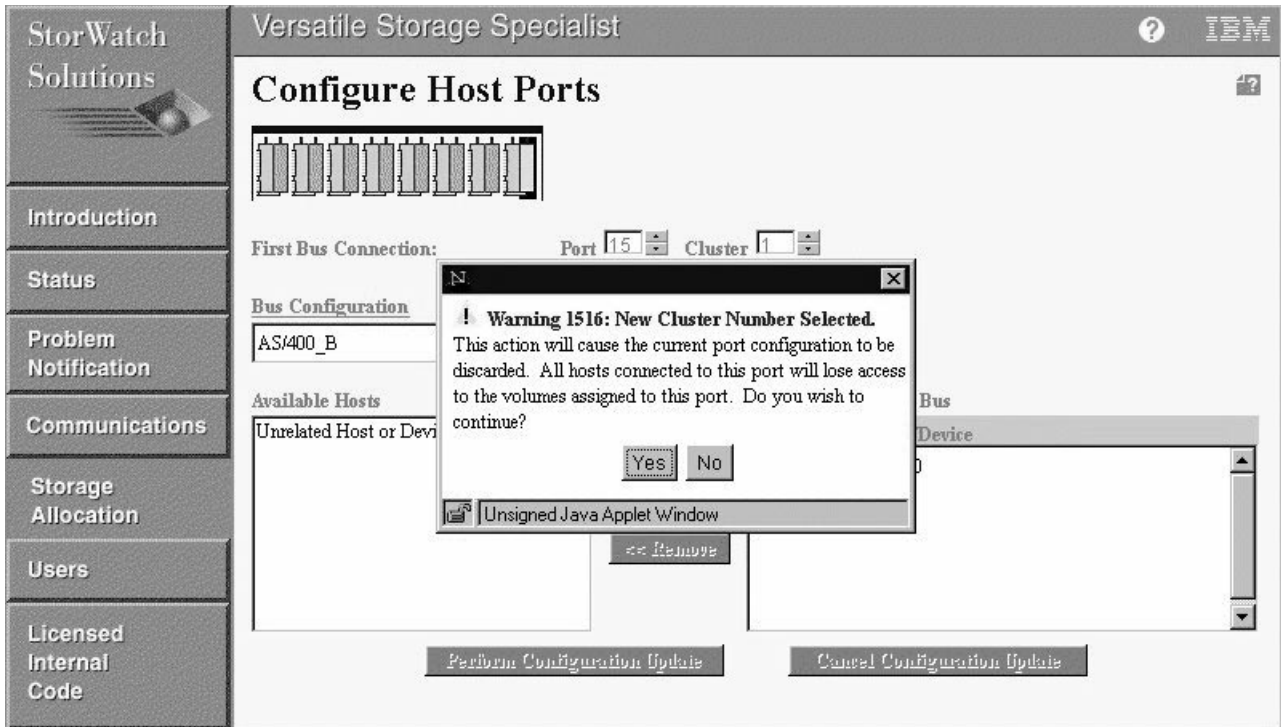 StorWatch
Solutions
Versatile Storage Specialist
?
IBM
Configure Host Ports
?
Introduction
Status
Problem
Notification
Communications
Storage
Allocation
Users
Licensed
Internal
Code
First Bus Connection:
Port 15 Cluster 1
Bus Configuration
AS/400_B
Available Hosts
Unrelated Host or Devi
N
! Warning 1516: New Cluster Number Selected.
This action will cause the current port configuration to be
discarded. All hosts connected to this port will lose access
to the volumes assigned to this port. Do you wish to
continue?
Yes No
Unsigned Java Applet Window
Bus
Device
<< Remove
Perform Configuration Update
Cancel Configuration Update